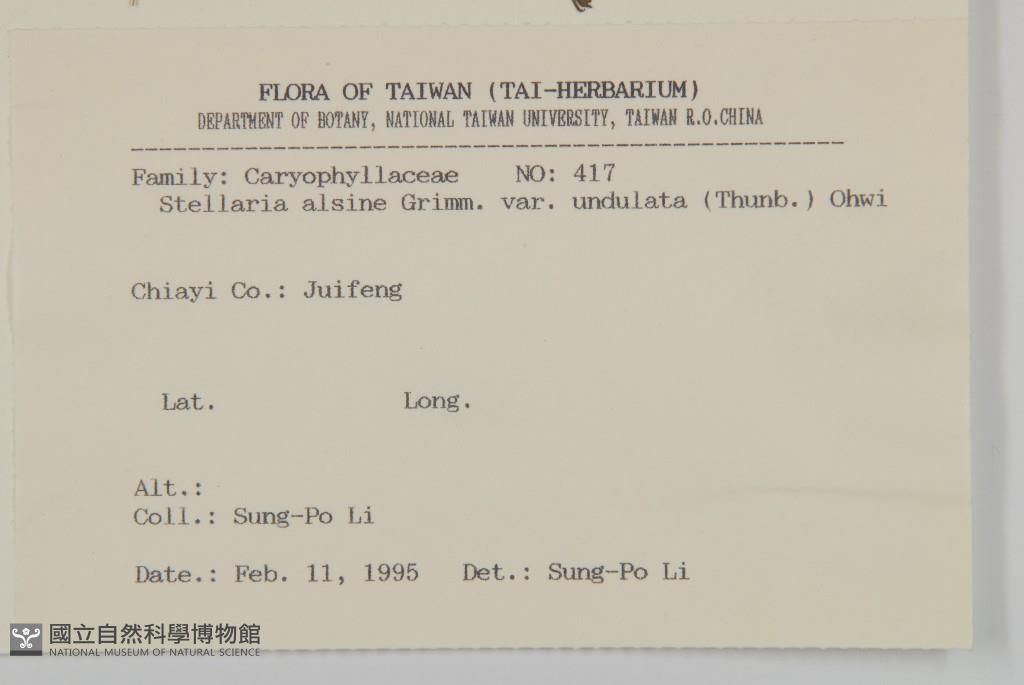 FLORA OF TAIWAN (TAI-HERBARIUM)
DEPARTMENT OF BOTANY, NATIONAL TAIWAN UNIVERSITY, TAIWAN R.O.CHINA
Family: Caryophyllaceae NO: 417
Stellaria alsine Grimm. var. undulata (Thunb.) Ohwi
Chiayi Co.: Juifeng
Lat. Long.
Alt.:
Coll.: Sung-Po Li
Date.: Feb. 11, 1995 Det.: Sung-Po Li
國立自然科學博物館
NATIONAL MUSEUM OF NATURAL SCIENCE